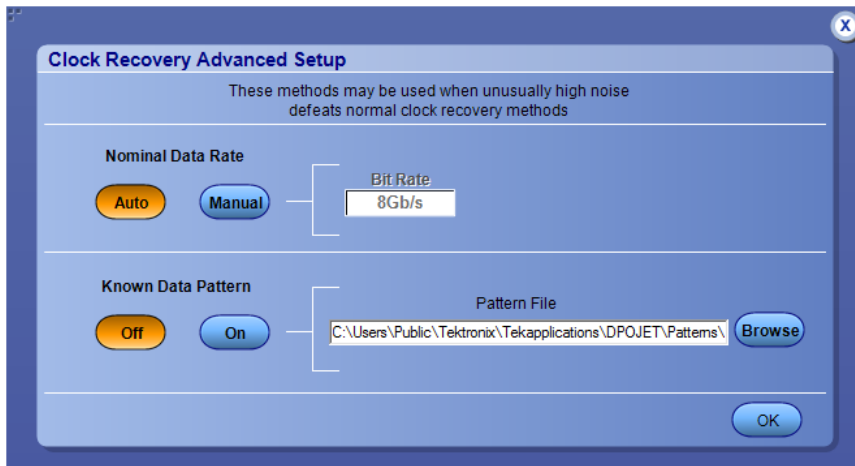 X
Clock Recovery Advanced Setup
These methods may be used when unusually high noise
defeats normal clock recovery methods
Nominal Data Rate
Auto
Manual
Bit Rate
8Gb/s
Known Data Pattern
Off
On
Pattern File
C:\Users\Public\Tektronix\Tekapplications\DPOJET\Patterns\
Browse
OK